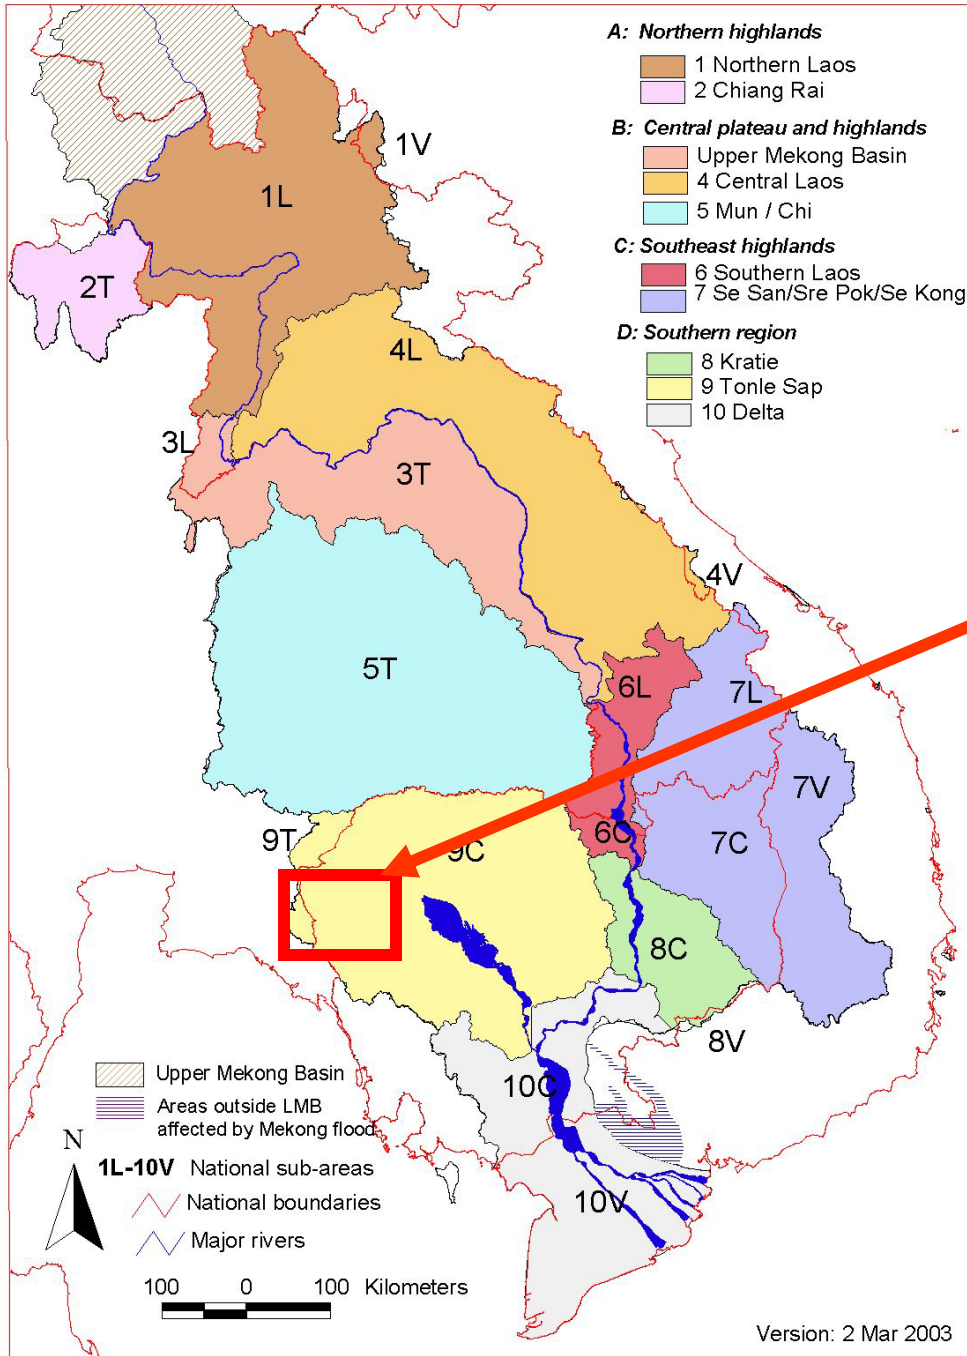 A: Northern highlands
1 Northern Laos
2 Chiang Rai
B: Central plateau and highlands
Upper Mekong Basin
4 Central Laos
5 Mun / Chi
C: Southeast highlands
6 Southern Laos
7 Se San/Sre Pok/Se Kong
D: Southern region
8 Kratie
9 Tonle Sap
10 Delta
1V
1L
2T
4L
3L
3T
4V
5T
6L
7L
7V
9T
6C
9C
7C
8C
8V
10C
10V
Upper Mekong Basin
Areas outside LMB
affected by Mekong flood
N
1L-10V National sub-areas
National boundaries
Major rivers
100 0 100 Kilometers
Version: 2 Mar 2003